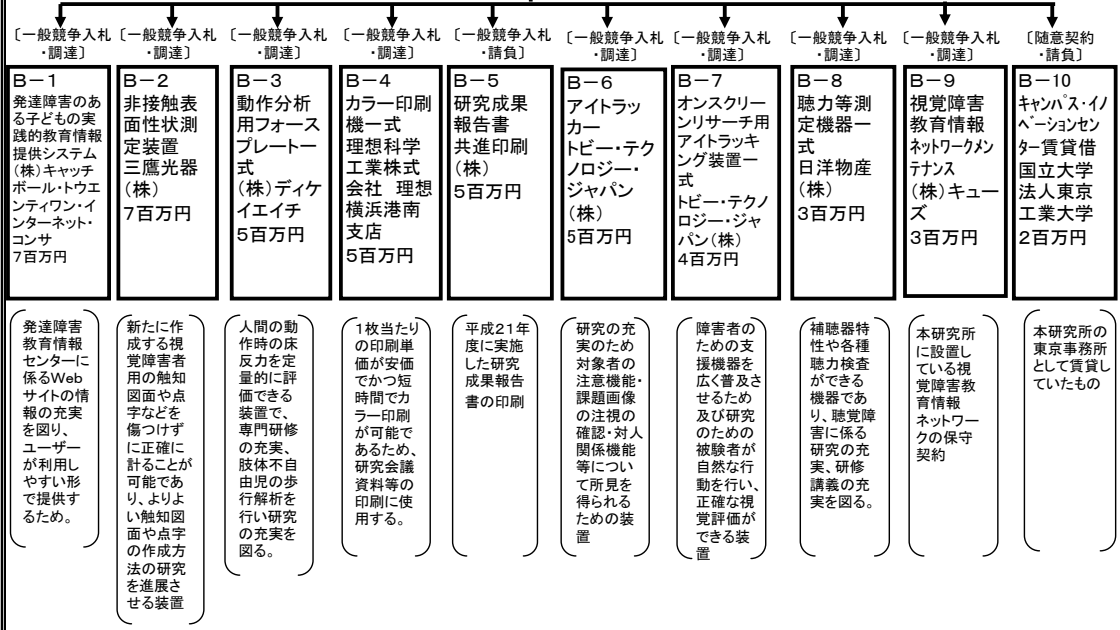 〔一般競争入札
・調達〕
〔一般競争入札
・調達〕
〔一般競争入札
・調達〕
〔一般競争入札
・調達〕
〔一般競争入札
・請負〕
〔一般競争入札
・調達〕
〔一般競争入札
・調達〕
〔一般競争入札
・調達〕
〔一般競争入札
・調達〕
〔随意契約
・請負〕
B－1
発達障害のあ
る子どもの実
践的教育情報
提供システム
(株)キャッチ
ボール・トウエ
ンティワン・イ
ンターネット・
コンサ
7百万円
B－2
非接触表
面性状測
定装置
三鷹光器
(株)
7百万円
B－3
動作分析
用フォース
プレート一
式
(株)ディケ
イエイチ
5百万円
B－4
カラー印刷
機一式
理想科学
工業株式
会社　理想
横浜港南
支店
5百万円
B－5
研究成果
報告書
共進印刷
(株)
5百万円
B－6
アイトラッ
カー
トビー・テク
ノロジー・
ジャパン
(株)
5百万円
B－7
オンスクリー
ンリサーチ用
アイトラッキ
ング装置一
式
トビー・テクノ
ロジー・ジャ
パン(株)
4百万円
B－8
聴力等測
定機器一
式
日洋物産
(株)
3百万円
B－9
視覚障害
教育情報
ネットワークメン
テナンス
(株)キュー
ズ
3百万円
B－10
キャンパス・イノ
ベーションセン
ター賃貸借
国立大学
法人東京
工業大学
2百万円
発達障害
教育情報
センターに
係るWeb
サイトの情
報の充実
を図り、
ユーザー
が利用し
やすい形
で提供す
るため。
新たに作
成する視
覚障害者
用の触知
図面や点
字などを
傷つけず
に正確に
計ることが
可能であ
り、よりよ
い触知図
面や点字
の作成方
法の研究
を進展さ
せる装置
人間の動
作時の床
反力を定
量的に評
価できる
装置で、
専門研修
の充実、
肢体不自
由児の歩
行解析を
行い研究
の充実を
図る。
1枚当たり
の印刷単
価が安価
でかつ短
時間でカ
ラー印刷
が可能で
あるため、
研究会議
資料等の
印刷に使
用する。
平成21年
度に実施
した研究
成果報告
書の印刷
研究の充
実のため
対象者の
注意機能・
課題画像
の注視の
確認・対人
関係機能
等につい
て所見を
得られる
ための装
置
障害者の
ための支
援機器を
広く普及さ
せるため
及び研究
のための
被験者が
自然な行
動を行い、
正確な視
覚評価が
できる装
置
補聴器特
性や各種
聴力検査
ができる
機器であ
り、聴覚障
害に係る
研究の充
実、研修
講義の充
実を図る。
本研究所
に設置し
ている視
覚障害教
育情報
ネットワー
クの保守
契約
本研究所の
東京事務所
として賃貸し
ていたもの